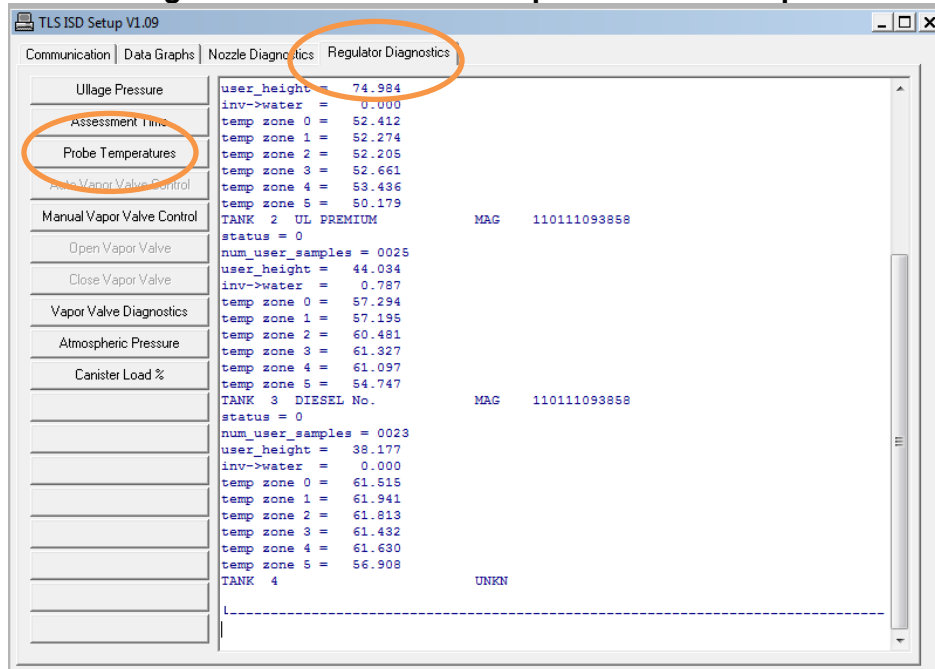 TLS ISD Setup V1.09
Communication Data Graphs Nozzle Diagnostics Regulator Diagnostics
Ullage Pressure
Assessment Time
Probe Temperatures
Auto Vapor Valve Control
Manual Vapor Valve Control
Open Vapor Valve
Close Vapor Valve
Vapor Valve Diagnostics
Atmospheric Pressure
Canister Load %
user_height = 74.984
inv->water = 0.000
temp zone 0 = 52.412
temp zone 1 = 52.274
temp zone 2 = 52.205
temp zone 3 = 52.661
temp zone 4 = 53.436
temp zone 5 = 50.179
TANK 2 UL PREMIUM MAG 110111093858
status = 0
num_user_samples = 0025
user_height = 44.034
inv->water = 0.787
temp zone 0 = 57.294
temp zone 1 = 57.195
temp zone 2 = 60.481
temp zone 3 = 61.327
temp zone 4 = 61.097
temp zone 5 = 54.747
TANK 3 DIESEL No. MAG 110111093858
status = 0
num_user_samples = 0023
user_height = 38.177
inv->water = 0.000
temp zone 0 = 61.515
temp zone 1 = 61.941
temp zone 2 = 61.813
temp zone 3 = 61.432
temp zone 4 = 61.630
temp zone 5 = 56.908
TANK 4 UNKN